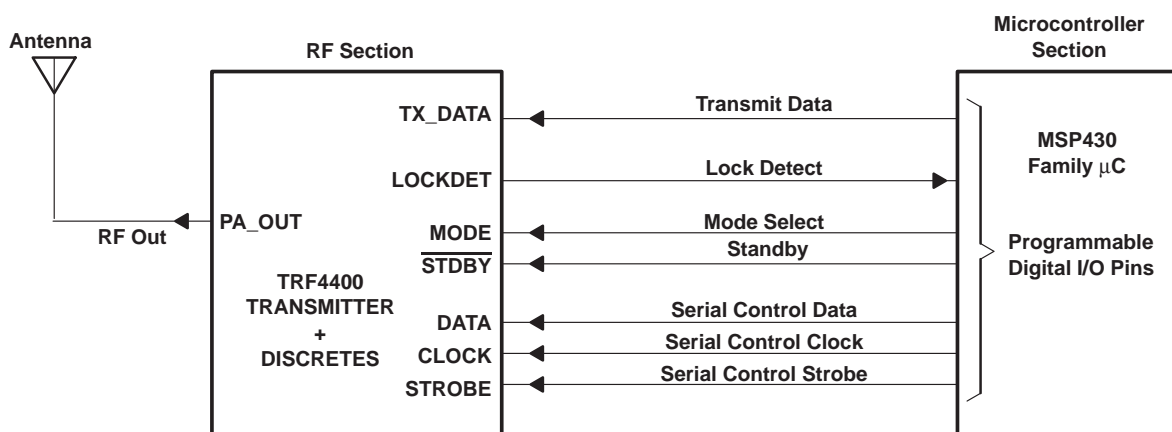 Antenna
RF Section
Microcontroller
Section
TX_DATA
Transmit Data
MSP430
Family μC
LOCKDET
Lock Detect
PA_OUT
RF Out
MODE
Mode Select
STDBY
Standby
Programmable
Digital I/O Pins
TRF4400
TRANSMITTER
+
DISCRETES
DATA
Serial Control Data
CLOCK
Serial Control Clock
STROBE
Serial Control Strobe